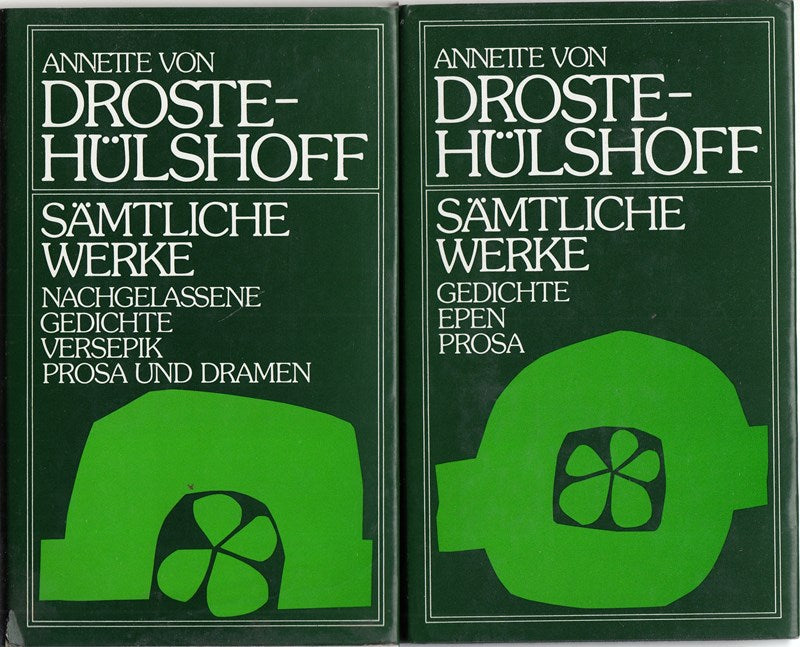 ANNETTE VON
DROSTE-
HÜLSHOFF
SÄMTLICHE
WERKE
NACHGELASSENE
GEDICHTE
VERSEPIK
PROSA UND DRAMEN
ANNETTE VON
DROSTE-
HÜLSHOFF
SÄMTLICHE
WERKE
GEDICHTE
EPEN
PROSA